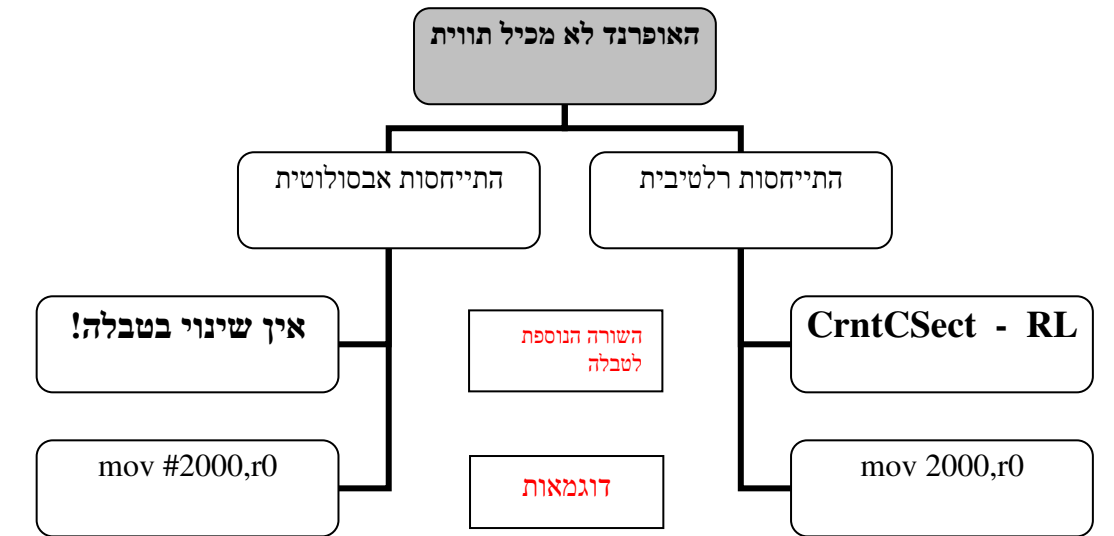 האופרנד לא מכיל תווית
התייחסות רלטיבית
התייחסות אבסולוטית
CrntCSect - RL
השורה הנוספת
לטבלה
אין שינוי בטבלה!
mov 2000,r0
דוגמאות
mov #2000,r0